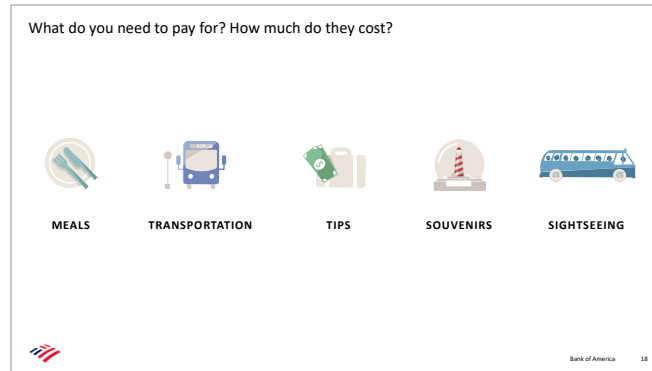 What do you need to pay for? How much do they cost?
MEALS TRANSPORTATION TIPS SOUVENIRS SIGHTSEEING
Bank of America 18